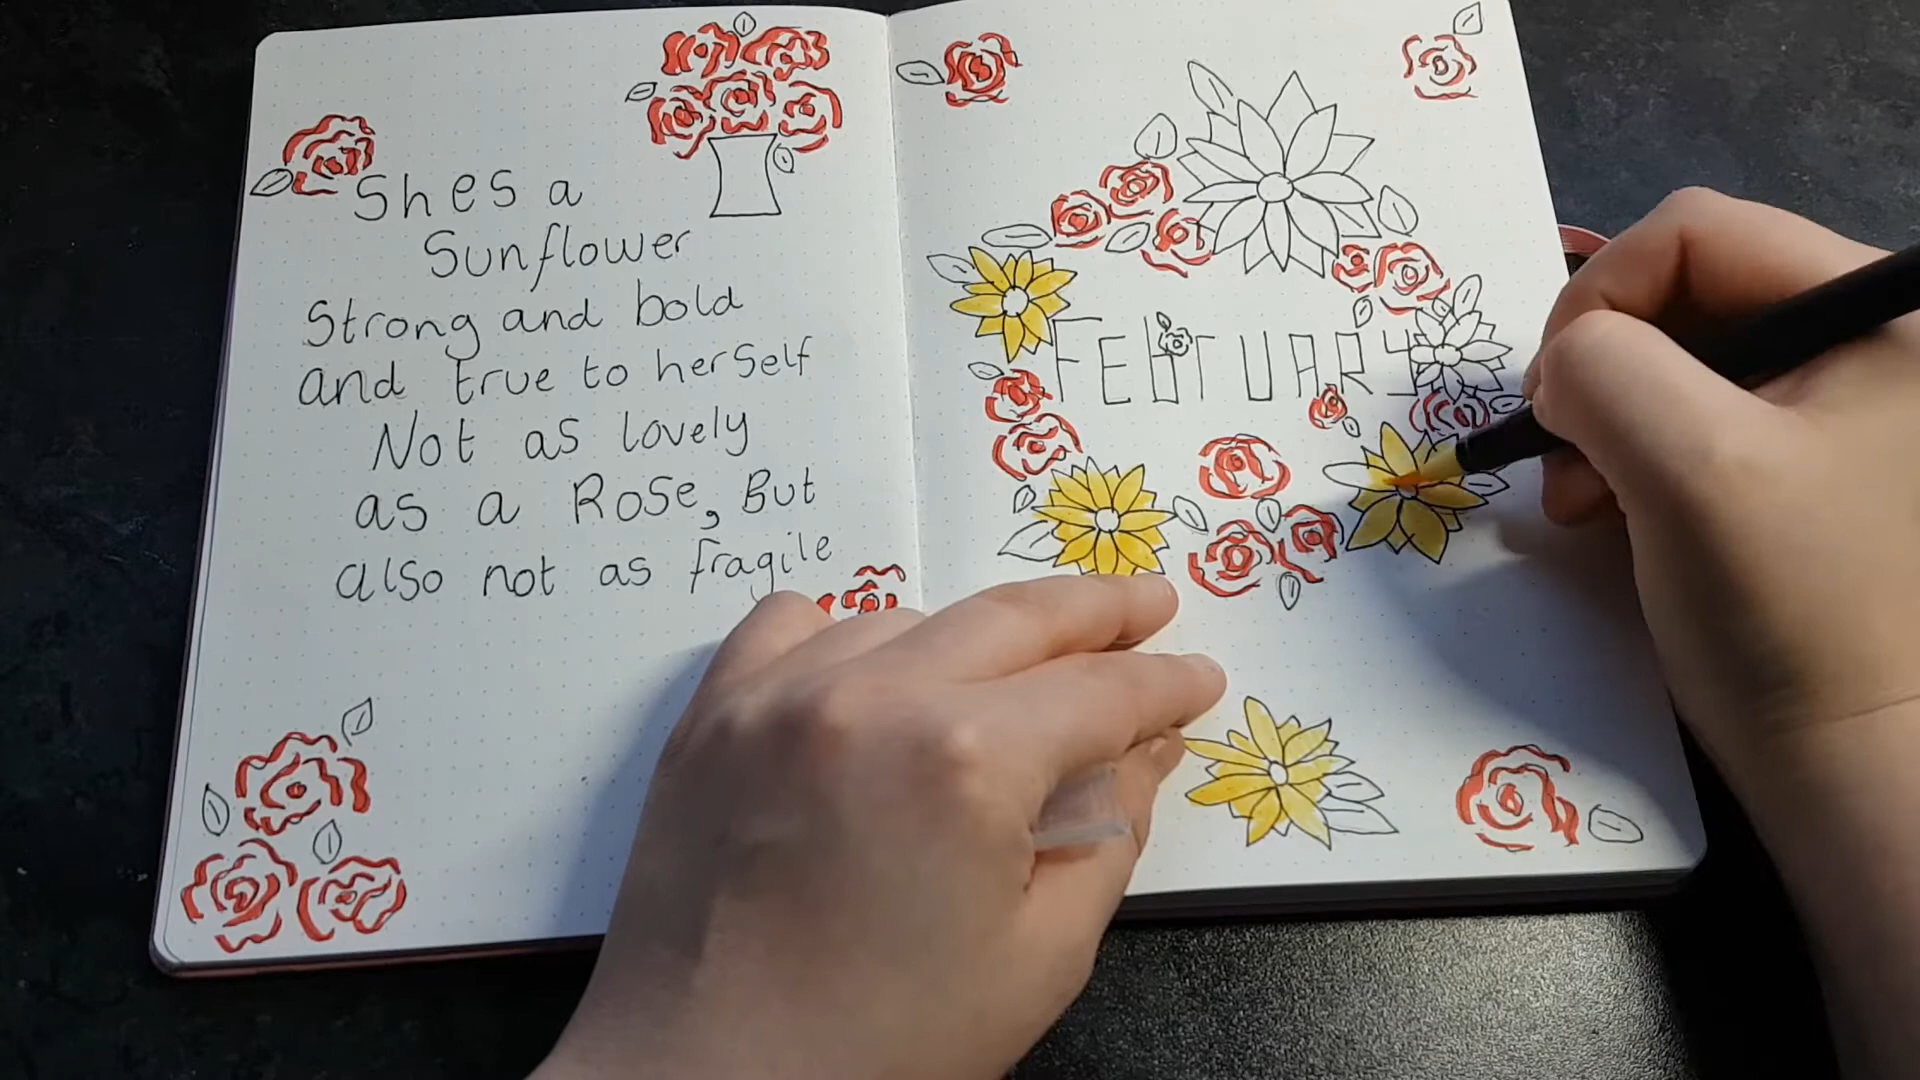 Shes a
Sunflower
Strong and bold
and true to herself
Not as lovely
as a Rose, But
also not as fragile
FEbrUARY